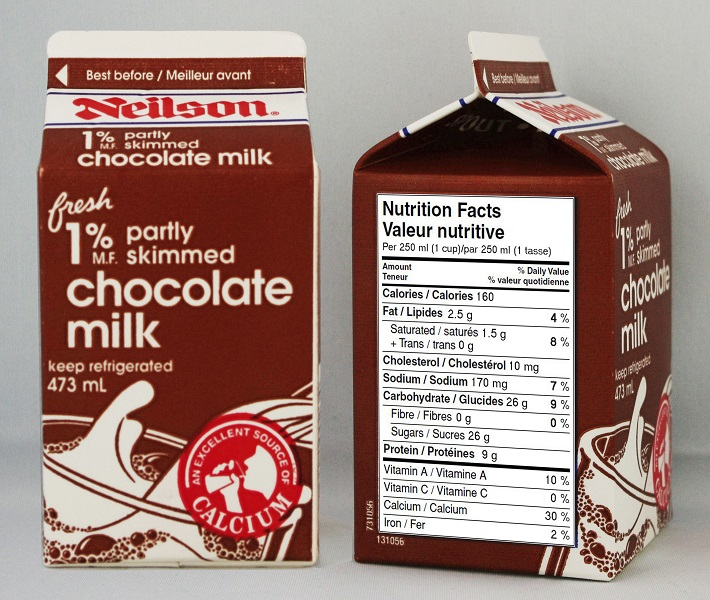 Best before / Meilleur avant
Neilson®
1% partly
M.F. skimmed
chocolate milk
fresh
1% partly
M.F. skimmed
chocolate
milk
keep refrigerated
473 mL
AN EXCELLENT SOURCE OF
CALCIUM
Best before / Meilleur avant
Neilson
1% partly
M.F. skimmed
chocolate milk
Nutrition Facts
Valeur nutritive
Per 250 ml (1 cup)/par 250 ml (1 tasse)
Amount % Daily Value
Teneur % valeur quotidienne
Calories / Calories 160
Fat / Lipides 2.5 g 4 %
Saturated / saturés 1.5 g
+ Trans / trans 0 g 8 %
Cholesterol / Cholestérol 10 mg
Sodium / Sodium 170 mg 7 %
Carbohydrate / Glucides 26 g 9 %
Fibre / Fibres 0 g 0 %
Sugars / Sucres 26 g
Protein / Protéines 9 g
Vitamin A / Vitamine A 10 %
Vitamin C / Vitamine C 0 %
Calcium / Calcium 30 %
Iron / Fer 2 %
731056
131056
fresh
1% partly
M.F. skimmed
chocolate
milk
keep refrigerated
473 mL